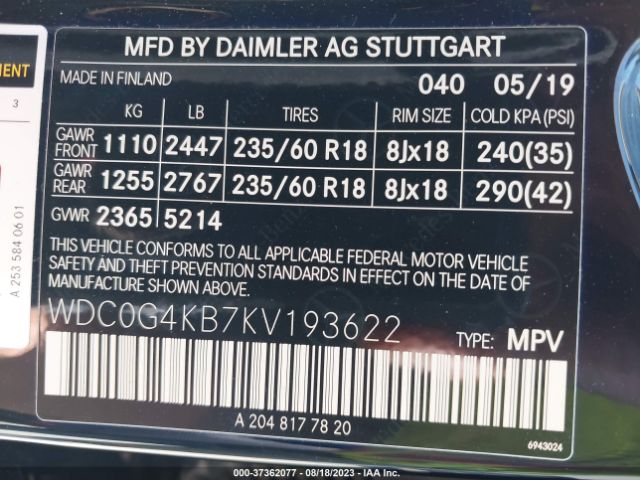 MENT
3
A 253 584 06 01
MFD BY DAIMLER AG STUTTGART
MADE IN FINLAND 040 05/19
KG LB TIRES RIM SIZE COLD KPA (PSI)
GAWR FRONT 1110 2447 235/60 R18 8Jx18 240(35)
GAWR REAR 1255 2767 235/60 R18 8Jx18 290(42)
GVWR 2365 5214
THIS VEHICLE CONFORMS TO ALL APPLICABLE FEDERAL MOTOR VEHICLE
SAFETY AND THEFT PREVENTION STANDARDS IN EFFECT ON THE DATE
OF MANUFACTURE SHOWN ABOVE.
WDC0G4KB7KV193622 TYPE: MPV
A 204 817 78 20
6943024
000-37362077 - 08/18/2023 - IAA Inc.